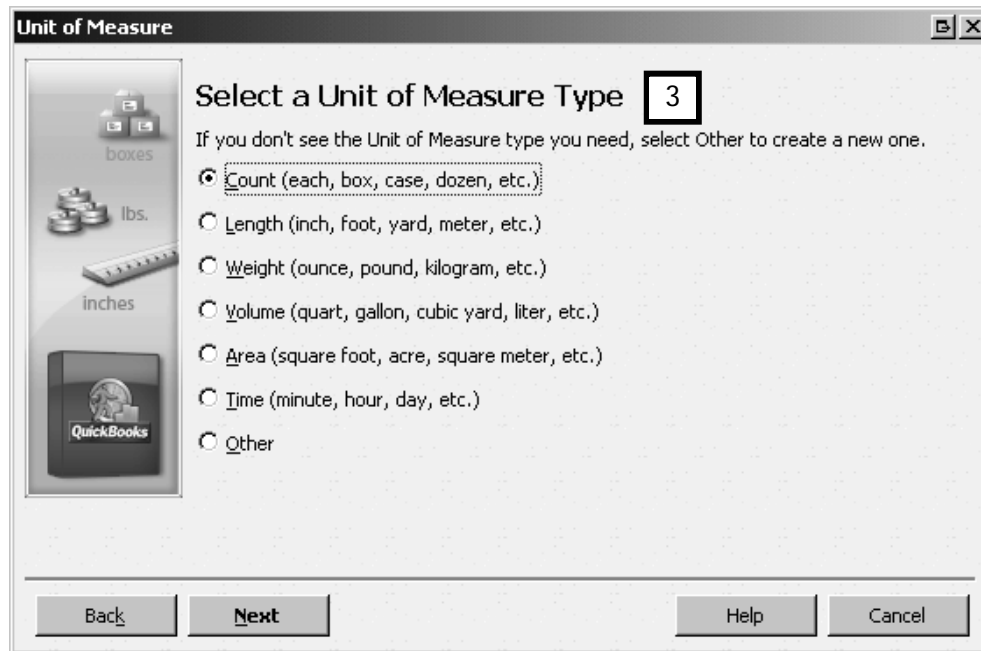 Unit of Measure
boxes
lbs.
inches
QuickBooks
Select a Unit of Measure Type 3
If you don't see the Unit of Measure type you need, select Other to create a new one.
Count (each, box, case, dozen, etc.)
Length (inch, foot, yard, meter, etc.)
Weight (ounce, pound, kilogram, etc.)
Volume (quart, gallon, cubic yard, liter, etc.)
Area (square foot, acre, square meter, etc.)
Time (minute, hour, day, etc.)
Other
Back Next Help Cancel